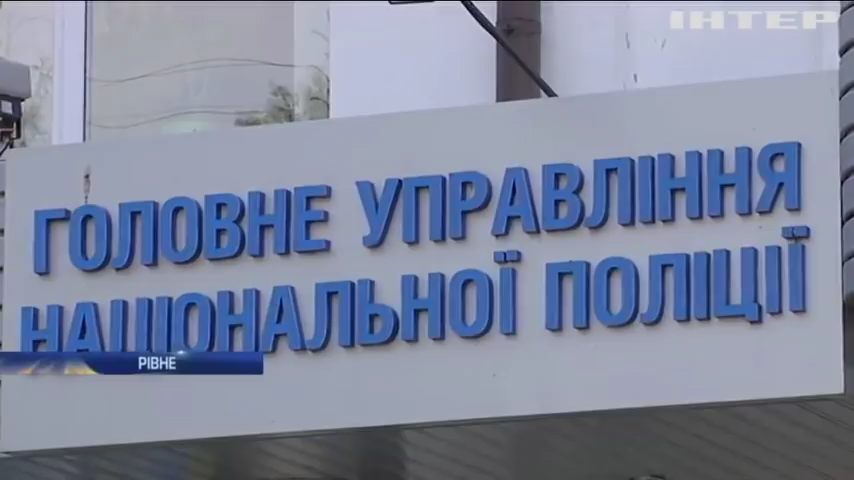 ІНТЕР
ГОЛОВНЕ УПРАВЛІННЯ
НАЦІОНАЛЬНОЇ ПОЛІЦІЇ
РІВНЕ